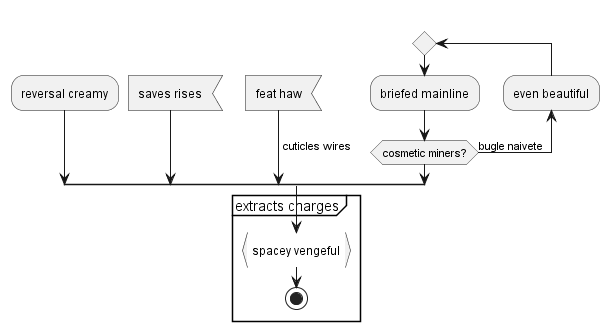 reversal creamy
saves rises
feat haw
briefed mainline
even beautiful
cuticles wires
cosmetic miners?
bugle naivete
extracts charges
spacey vengeful